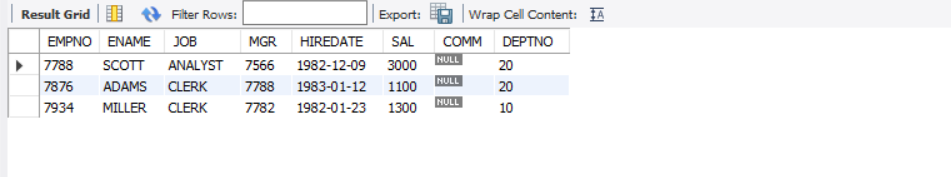 Result Grid Filter Rows: Export: Wrap Cell Content: IA
EMPNO ENAME JOB MGR HIREDATE SAL COMM DEPTNO
7788 SCOTT ANALYST 7566 1982-12-09 3000 NULL 20
7876 ADAMS CLERK 7788 1983-01-12 1100 NULL 20
7934 MILLER CLERK 7782 1982-01-23 1300 NULL 10